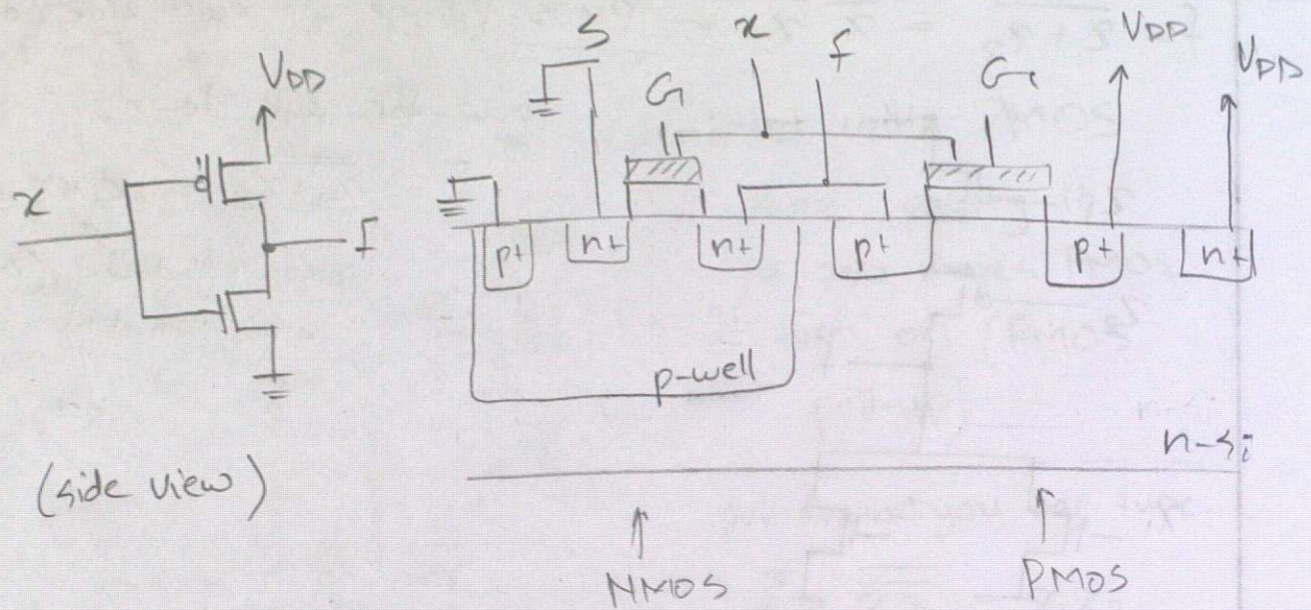 VDD
x
f
(side view)
S
x
f
VDD
VDD
G
G
p+
n+
n+
p+
p+
n+
p-well
n-si
NMOS
PMOS